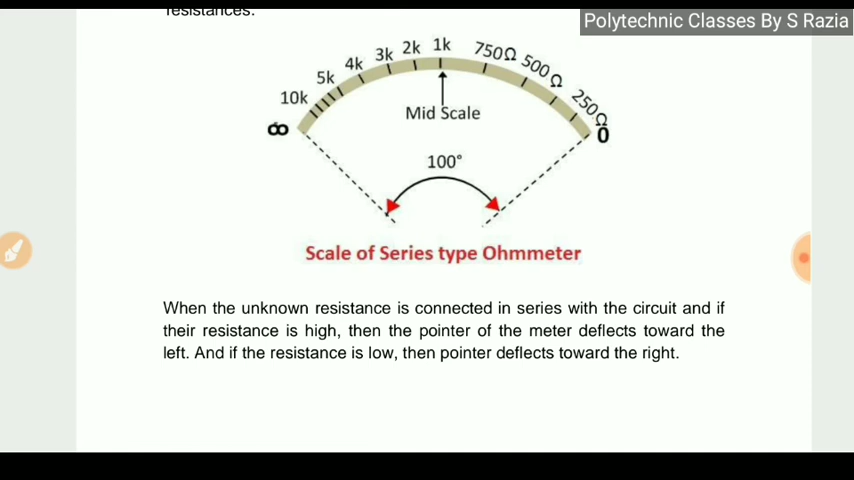 resistances.
Polytechnic Classes By S Razia
10k 5k 4k 3k 2k 1k 750Ω 500Ω 250Ω
∞ 0
Mid Scale
100°
Scale of Series type Ohmmeter
When the unknown resistance is connected in series with the circuit and if
their resistance is high, then the pointer of the meter deflects toward the
left. And if the resistance is low, then pointer deflects toward the right.